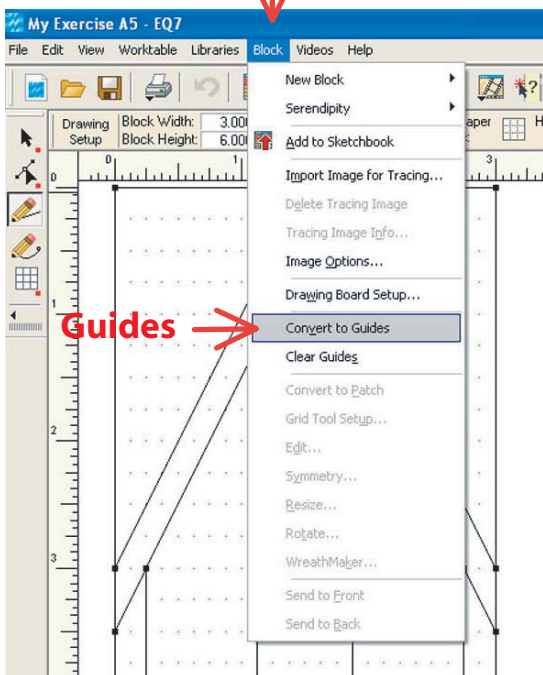 My Exercise A5 - EQ7
File Edit View Worktable Libraries Block Videos Help
New Block
Serendipity
Add to Sketchbook
Import Image for Tracing...
Delete Tracing Image
Tracing Image Info...
Image Options...
Drawing Board Setup...
Convert to Guides
Clear Guides
Convert to Patch
Grid Tool Setup...
Edit...
Symmetry...
Resize...
Rotate...
WreathMaker...
Send to Front
Send to Back
Drawing Setup
Block Width: 3.00
Block Height: 6.00
aper
H
0 1 3
0
1
2
3
Guides